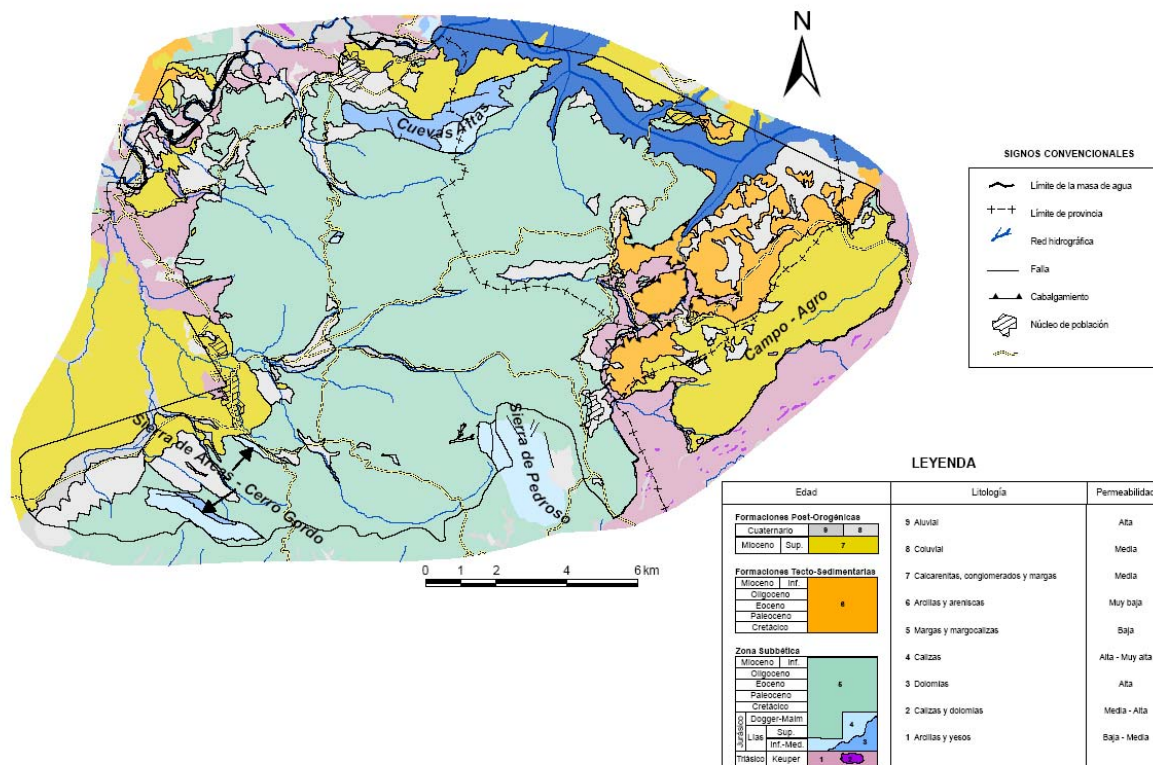 N
Cuevas Altas
Campo - Agro
Sierra de Arcas - Cerro Gordo
Sierra de Pedroso
0 1 2 4 6 km
SIGNOS CONVENCIONALES
Límite de la masa de agua
Límite de provincia
Red hidrográfica
Falla
Cabalgamiento
Núcleo de población
LEYENDA
Edad Litología Permeabilidad
Formaciones Post-Orogénicas
Cuaternario 9 8
Mioceno Sup. 7
Formaciones Tecto-Sedimentarias
Mioceno Inf.
Oligoceno
Eoceno 6
Paleoceno
Cretácico
Zona Subbética
Mioceno Inf.
Oligoceno
Eoceno 5
Paleoceno
Cretácico
Jurásico Dogger-Malm 4
Lias Sup.
Inf.-Med. 3
Triásico Keuper 1
9 Aluvial Alta
8 Coluvial Media
7 Calcarenitas, conglomerados y margas Media
6 Arcillas y areniscas Muy baja
5 Margas y margocalizas Baja
4 Calizas Alta - Muy alta
3 Dolomías Alta
2 Calizas y dolomías Media - Alta
1 Arcillas y yesos Baja - Media